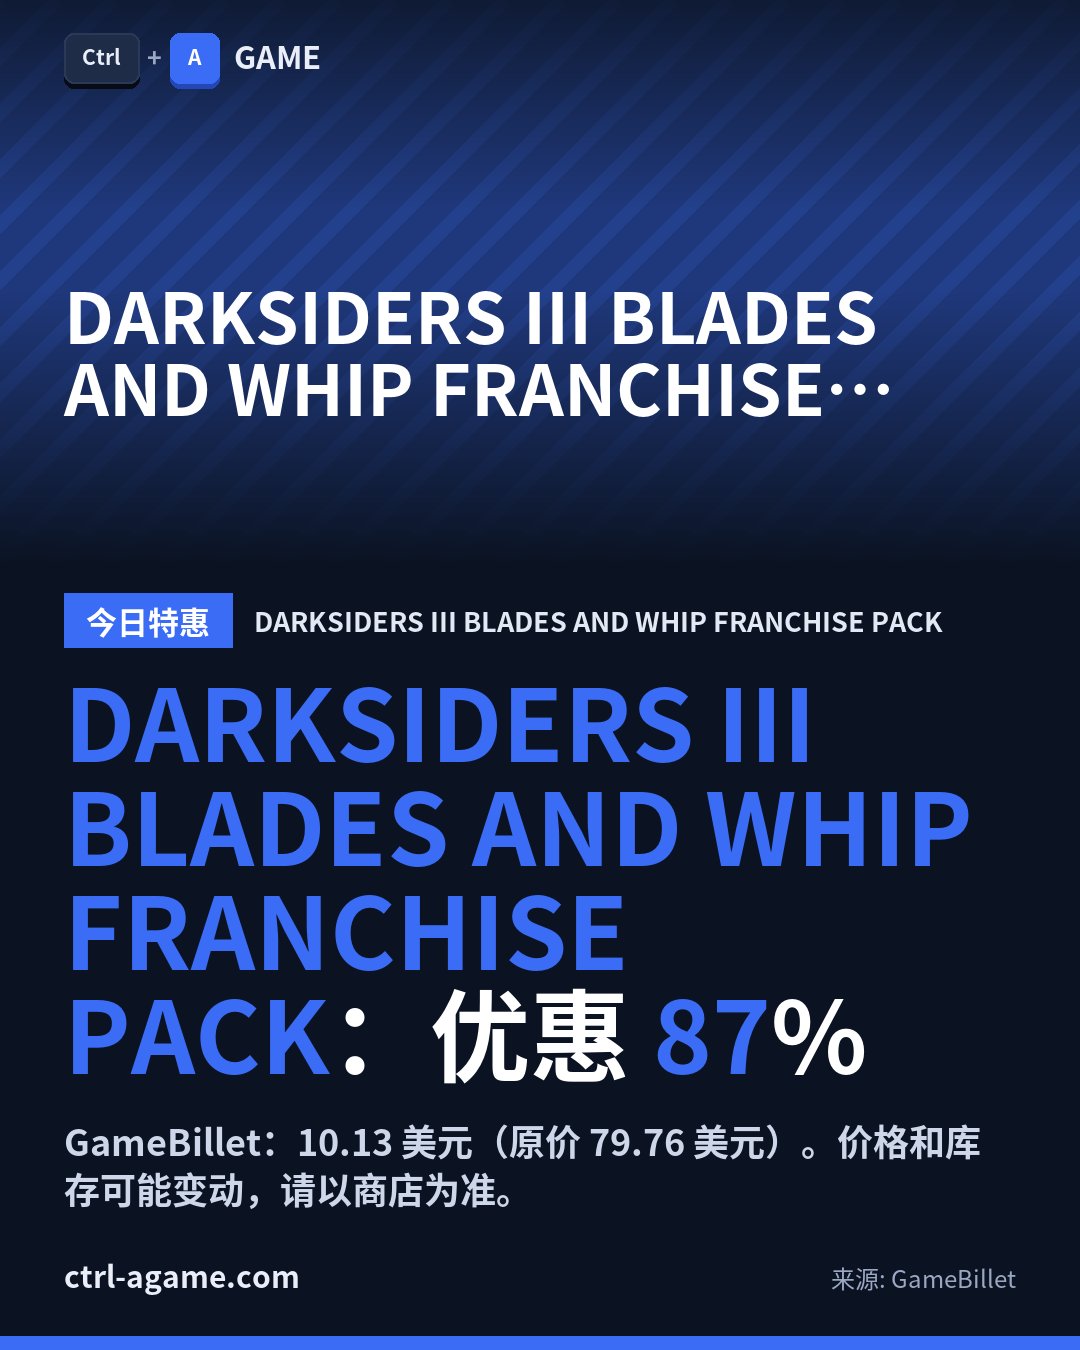 Ctrl + A GAME
DARKSIDERS III BLADES
AND WHIP FRANCHISE…
今日特惠 DARKSIDERS III BLADES AND WHIP FRANCHISE PACK
DARKSIDERS III
BLADES AND WHIP
FRANCHISE
PACK：优惠 87%
GameBillet：10.13 美元（原价 79.76 美元）。价格和库
存可能变动，请以商店为准。
ctrl-agame.com
来源: GameBillet